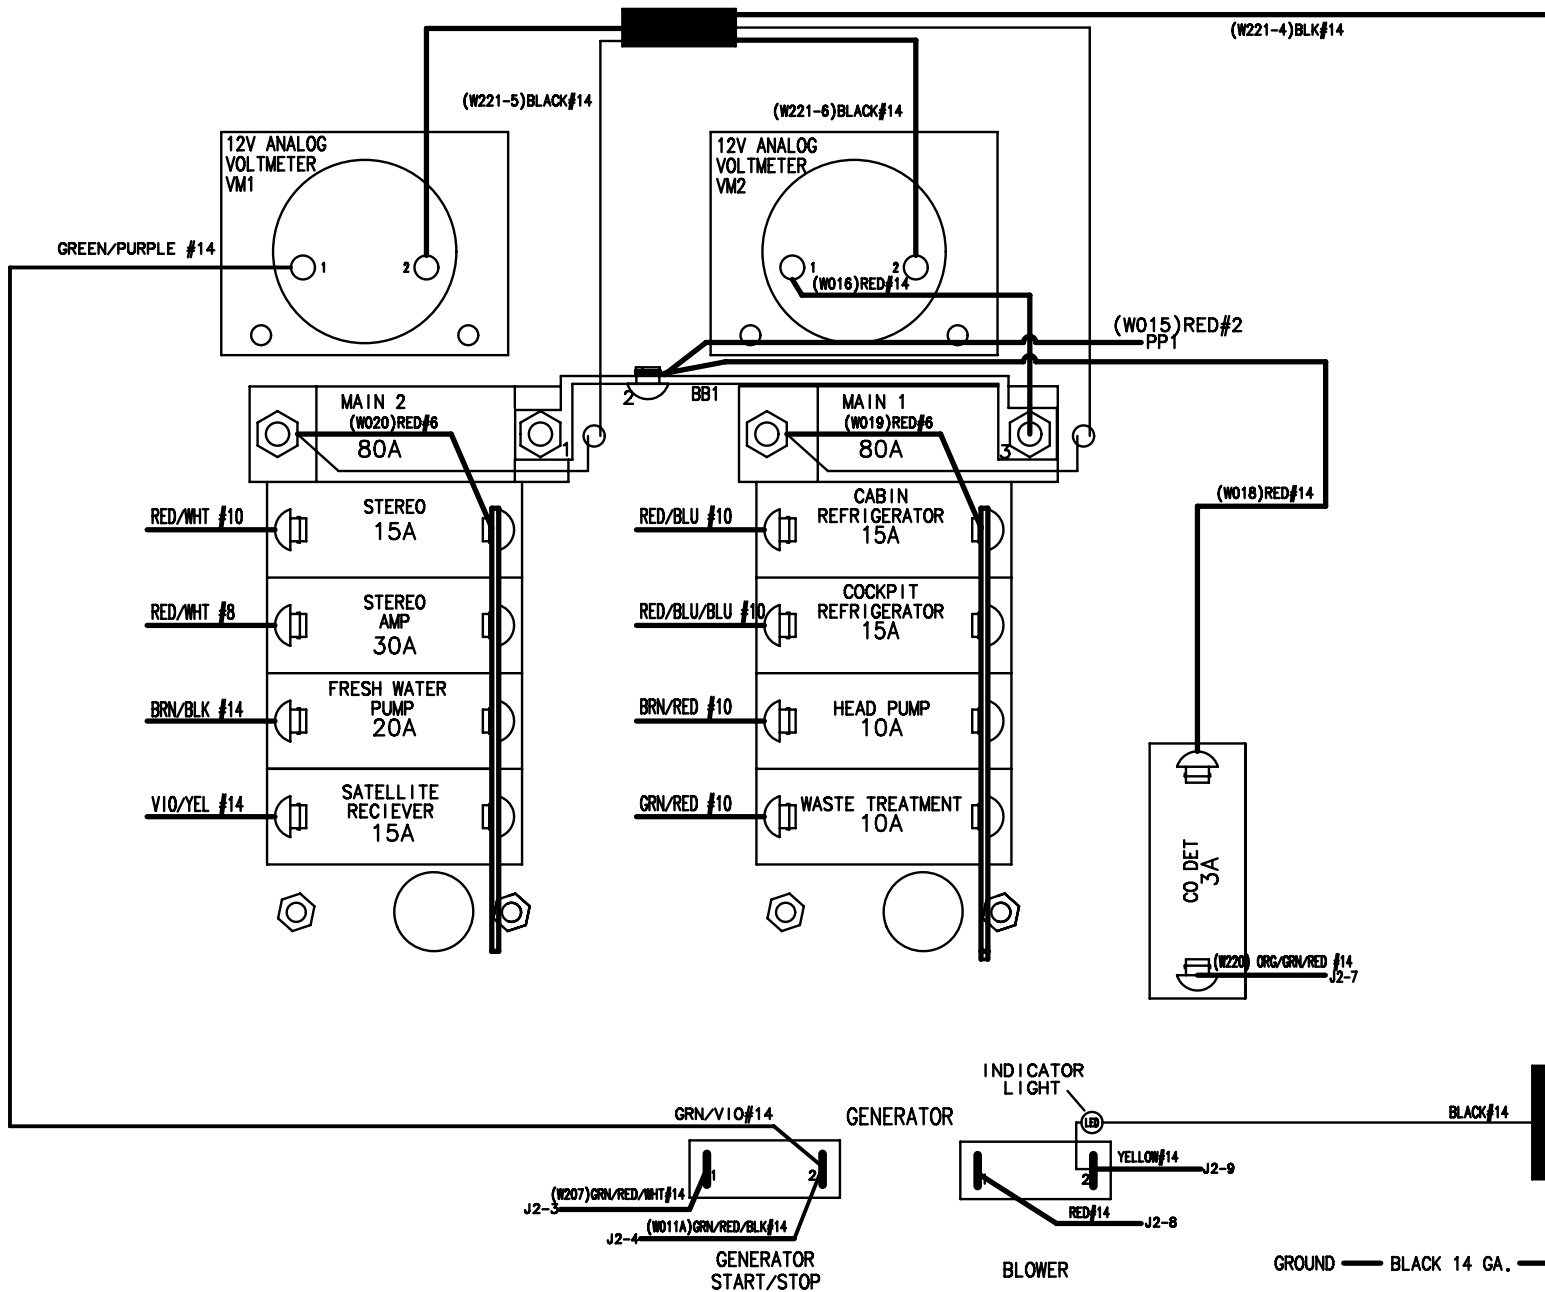 (W221-4)BLK#14
(W221-5)BLACK#14
(W221-6)BLACK#14
12V ANALOG
VOLTMETER
VM1
12V ANALOG
VOLTMETER
VM2
GREEN/PURPLE #14
1
2
1
2
(W016)RED#14
(W015)RED#2
PP1
2
BB1
MAIN 2
(W020)RED#6
80A
1
MAIN 1
(W019)RED#6
80A
3
(W018)RED#14
RED/WHT #10
STEREO
15A
RED/BLU #10
CABIN
REFRIGERATOR
15A
RED/WHT #8
STEREO
AMP
30A
RED/BLU/BLU #10
COCKPIT
REFRIGERATOR
15A
BRN/BLK #14
FRESH WATER
PUMP
20A
BRN/RED #10
HEAD PUMP
10A
VIO/YEL #14
SATELLITE
RECIEVER
15A
GRN/RED #10
WASTE TREATMENT
10A
CO DET
3A
(W220) ORG/GRN/RED #14
J2-7
INDICATOR
LIGHT
LED
BLACK#14
GRN/VIO#14
GENERATOR
1
2
1
2
YELLOW#14
J2-9
(W207)GRN/RED/WHT#14
J2-3
RED#14
J2-8
(W011A)GRN/RED/BLK#14
J2-4
GENERATOR
START/STOP
BLOWER
GROUND
BLACK 14 GA.